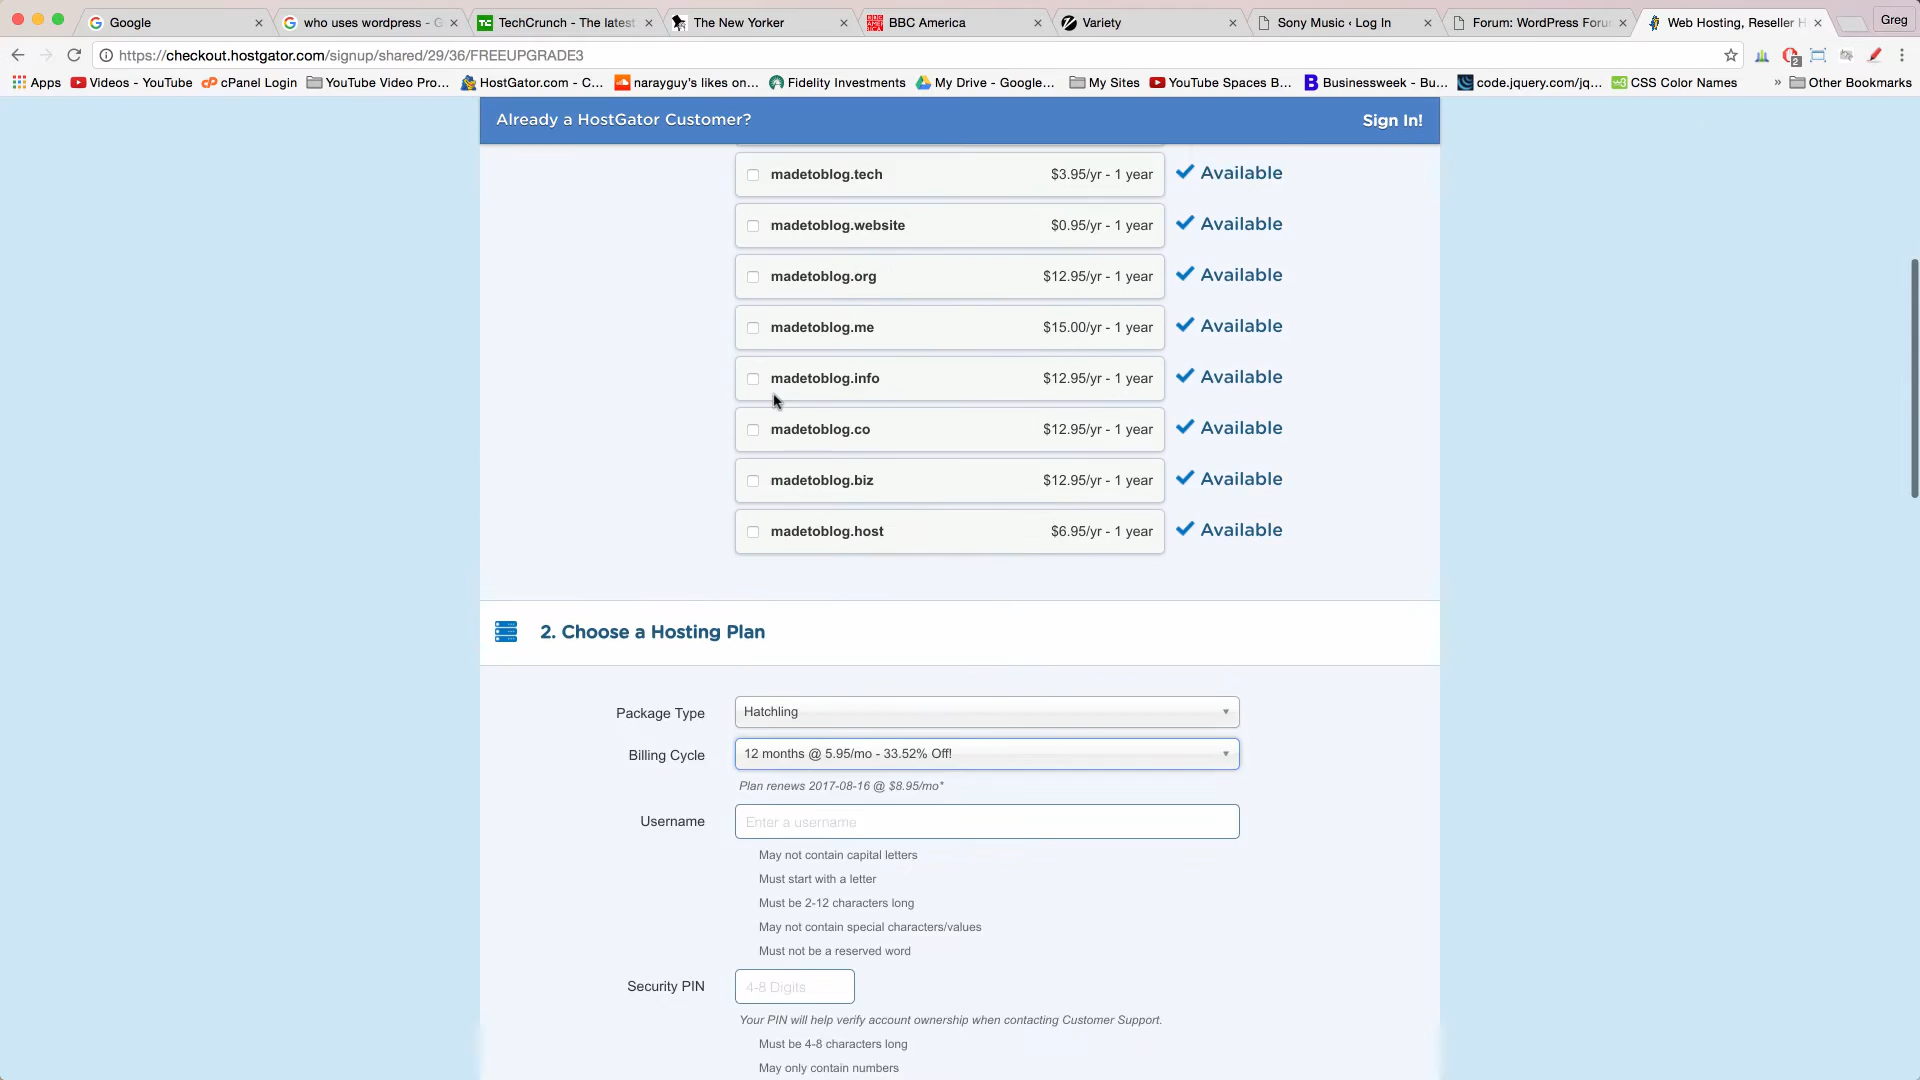 Google
who uses wordpress - G
TechCrunch - The latest
The New Yorker
BBC America
Variety
Sony Music ‹ Log In
Forum: WordPress Foru
Web Hosting, Reseller H
Greg
https://checkout.hostgator.com/signup/shared/29/36/FREEUPGRADE3
Apps
Videos - YouTube
cPanel Login
YouTube Video Pro...
HostGator.com - C...
narayguy's likes on...
Fidelity Investments
My Drive - Google...
My Sites
YouTube Spaces B...
Businessweek - Bu...
code.jquery.com/jq...
CSS Color Names
» Other Bookmarks
Already a HostGator Customer? Sign In!
madetoblog.tech $3.95/yr - 1 year Available
madetoblog.website $0.95/yr - 1 year Available
madetoblog.org $12.95/yr - 1 year Available
madetoblog.me $15.00/yr - 1 year Available
madetoblog.info $12.95/yr - 1 year Available
madetoblog.co $12.95/yr - 1 year Available
madetoblog.biz $12.95/yr - 1 year Available
madetoblog.host $6.95/yr - 1 year Available
2. Choose a Hosting Plan
Package Type Hatchling
Billing Cycle 12 months @ 5.95/mo - 33.52% Off!
Plan renews 2017-08-16 @ $8.95/mo*
Username Enter a username
May not contain capital letters
Must start with a letter
Must be 2-12 characters long
May not contain special characters/values
Must not be a reserved word
Security PIN 4-8 Digits
Your PIN will help verify account ownership when contacting Customer Support.
Must be 4-8 characters long
May only contain numbers